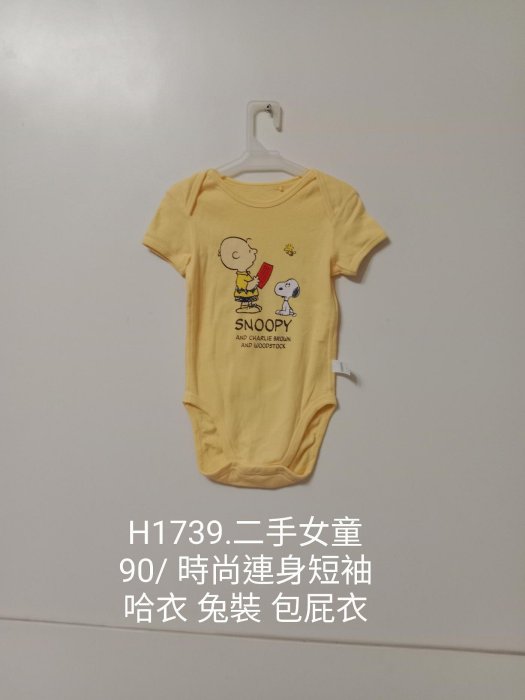 SNOOPY
AND CHARLIE BROWN
AND WOODSTOCK
H1739.二手女童
90/ 時尚連身短袖
哈衣 兔裝 包屁衣